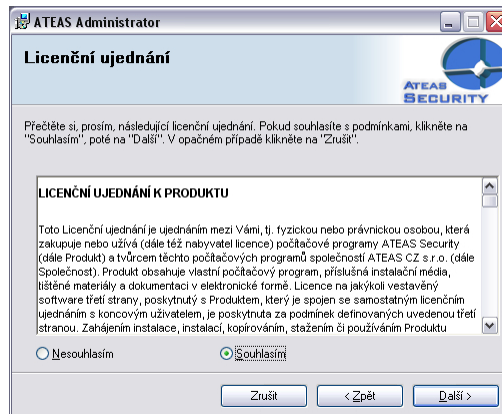 ATEAS Administrator
Licenční ujednání
ATEAS
SECURITY
Přečtěte si, prosím, následující licenční ujednání. Pokud souhlasíte s podmínkami, klikněte na
"Souhlasím", poté na "Další". V opačném případě klikněte na "Zrušit".
LICENČNÍ UJEDNÁNÍ K PRODUKTU
Toto Licenční ujednání je ujednáním mezi Vámi, tj. fyzickou nebo právnickou osobou, která
zakupuje nebo užívá (dále též nabyvatel licence) počítačové programy ATEAS Security
(dále Produkt) a tvůrcem těchto počítačových programů společností ATEAS CZ s.r.o. (dále
Společnost). Produkt obsahuje vlastní počítačový program, příslušná instalační média,
tištěné materiály a dokumentaci v elektronické formě. Licence na jakýkoli vestavěný
software třetí strany, poskytnutý s Produktem, který je spojen se samostatným licenčním
ujednáním s koncovým uživatelem, je poskytnuta za podmínek definovaných uvedenou třetí
stranou. Zahájením instalace, instalací, kopírováním, stažením či používáním Produktu
Nesouhlasím
Souhlasím
Zrušit
< Zpět
Další >